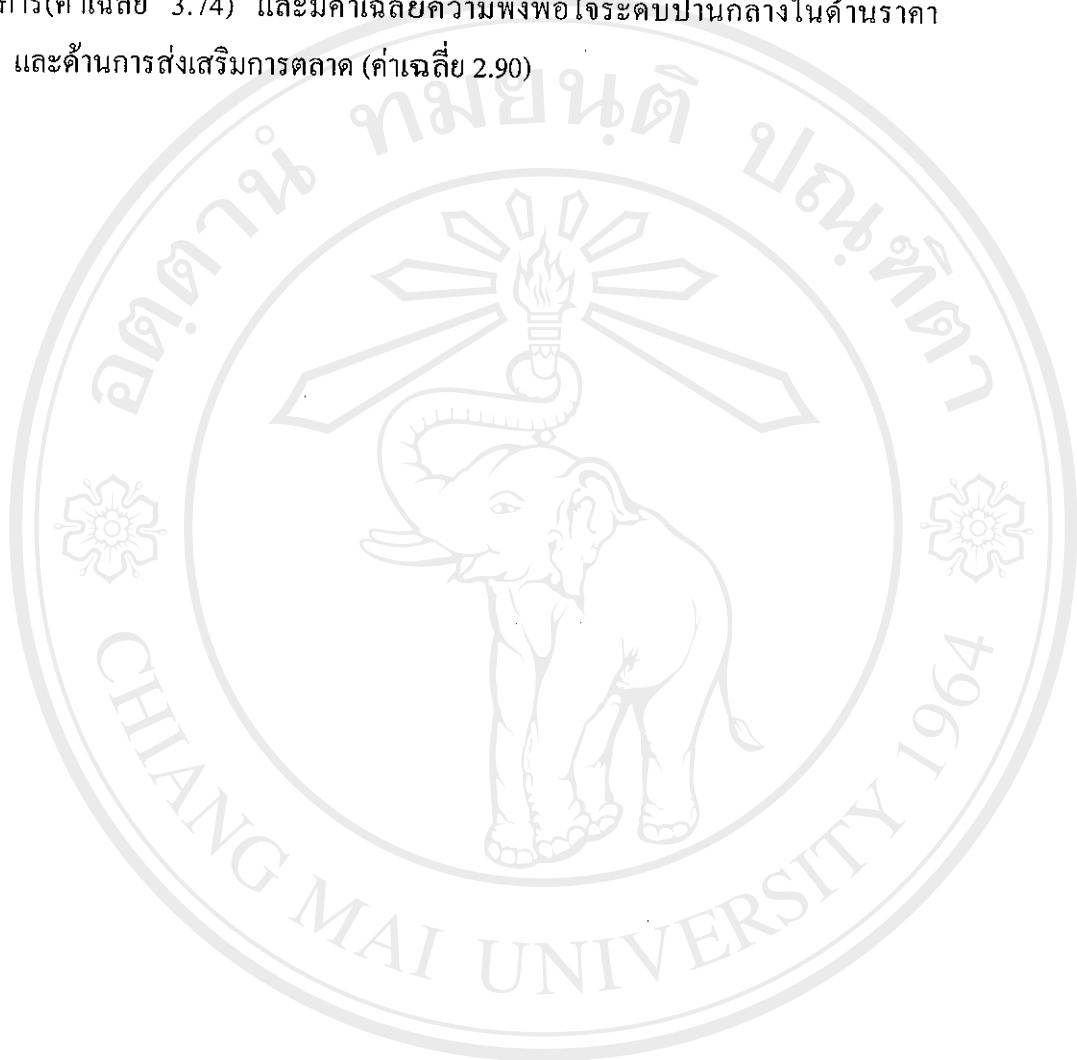 การ(ค่าเฉลี่ย 3.74) และมีค่าเฉลี่ยความพึงพอใจระดับปานกลางในด้านราคา
และด้านการส่งเสริมการตลาด (ค่าเฉลี่ย 2.90)
อตฺตานํ ทมยนฺติ ปณฺฑิตา
CHIANG MAI UNIVERSITY 1964